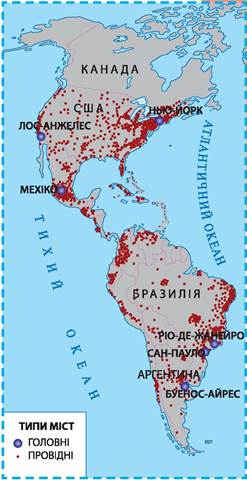 КАНАДА
США
НЬЮ-ЙОРК
ЛОС-АНЖЕЛЕС
АТЛАНТИЧНИЙ ОКЕАН
МЕХІКО
ТИХИЙ ОКЕАН
БРАЗИЛІЯ
РІО-ДЕ-ЖАНЕЙРО
САН-ПАУЛО
АРГЕНТИНА
БУЕНОС-АЙРЕС
ТИПИ МІСТ
ГОЛОВНІ
ПРОВІДНІ